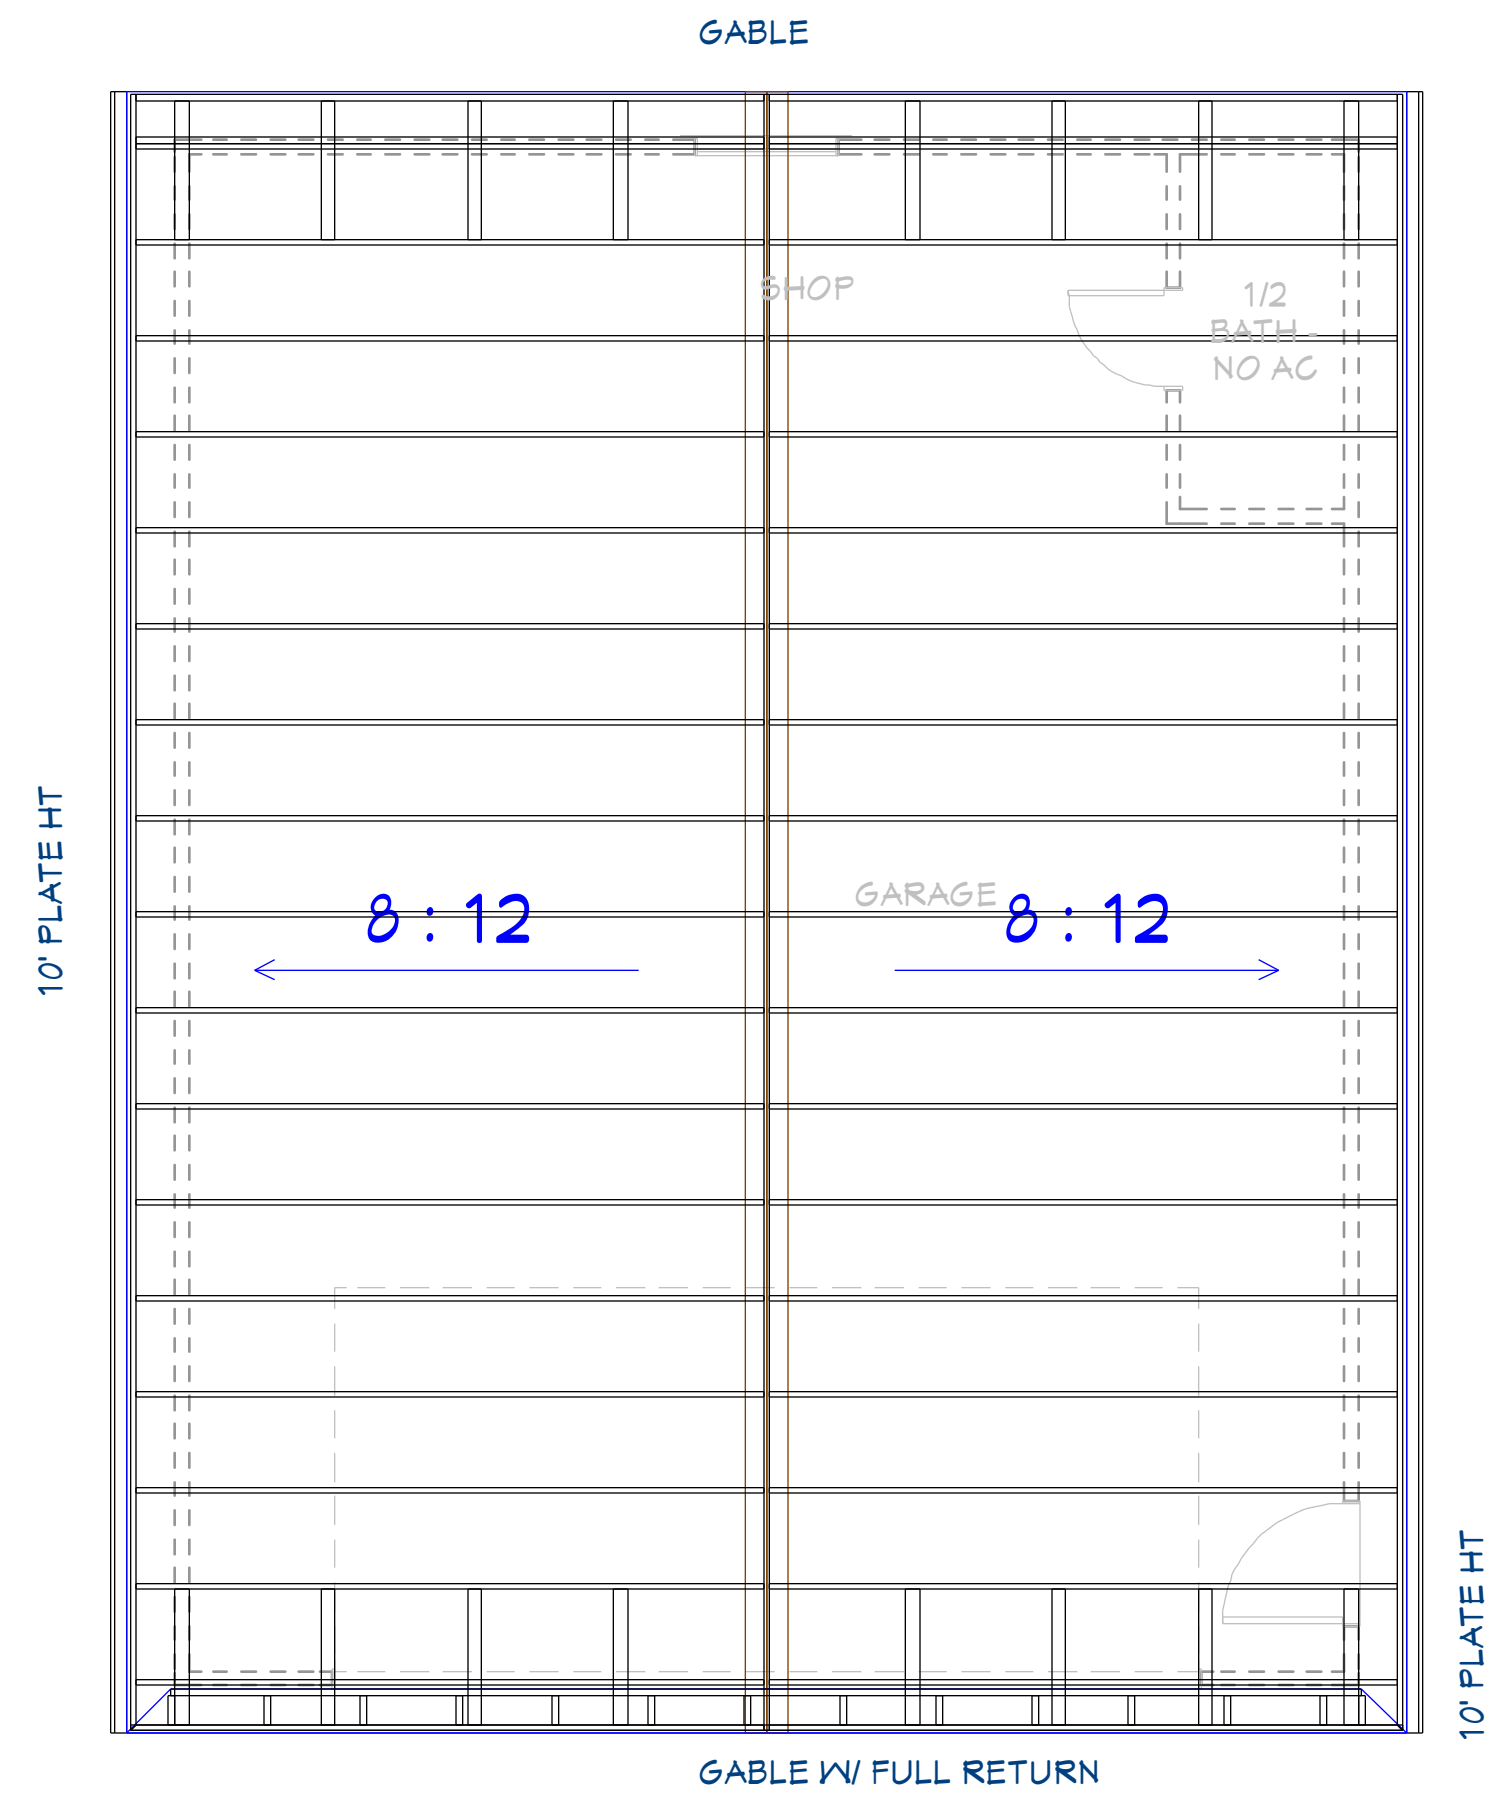 GABLE
SHOP
1/2
BATH -
NO AC
10' PLATE HT
GARAGE
8 : 12
8 : 12
10' PLATE HT
GABLE W/ FULL RETURN